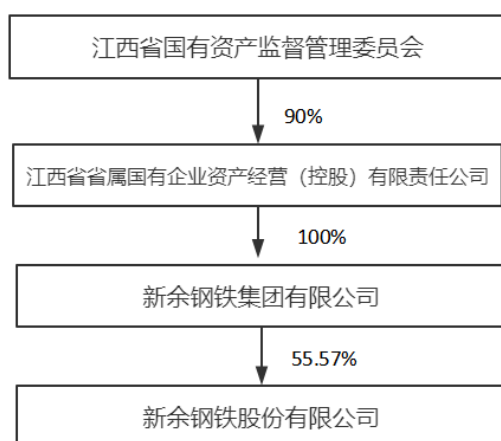 江西省国有资产监督管理委员会
90%
江西省省属国有企业资产经营（控股）有限责任公司
100%
新余钢铁集团有限公司
55.57%
新余钢铁股份有限公司